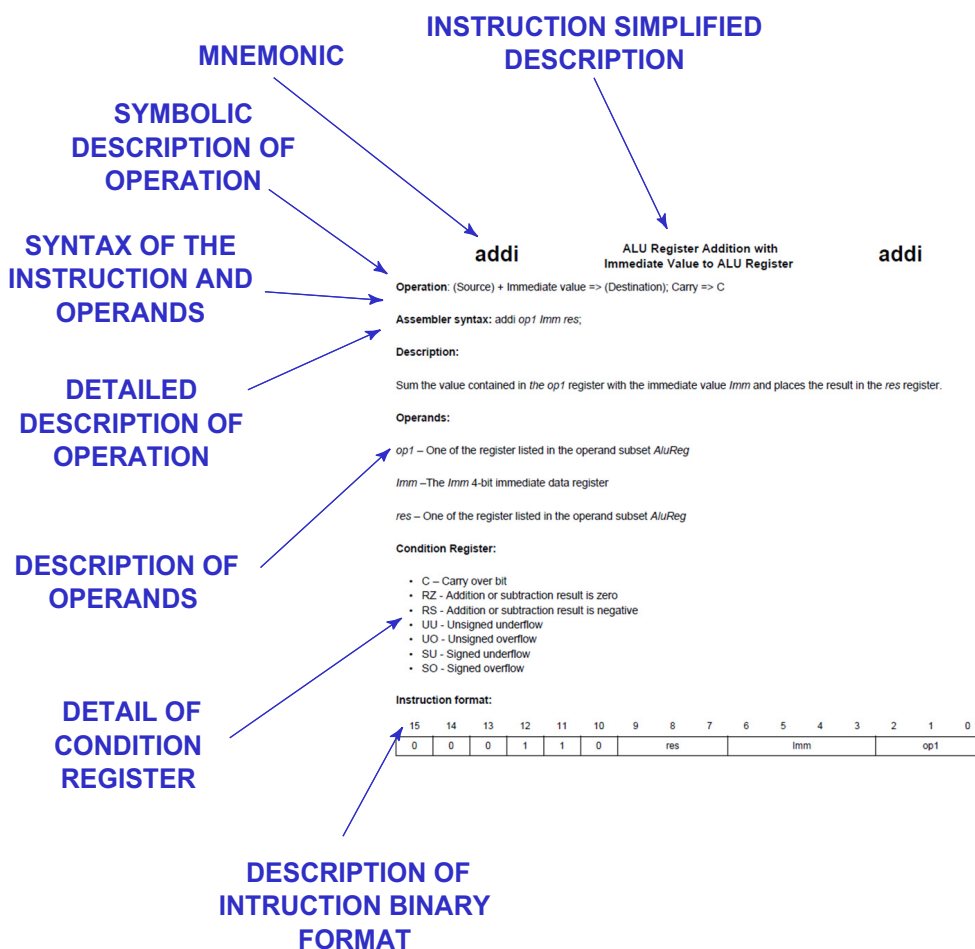 INSTRUCTION SIMPLIFIED
DESCRIPTION
MNEMONIC
SYMBOLIC
DESCRIPTION OF
OPERATION
SYNTAX OF THE
INSTRUCTION AND
OPERANDS
DETAILED
DESCRIPTION OF
OPERATION
DESCRIPTION OF
OPERANDS
DETAIL OF
CONDITION
REGISTER
DESCRIPTION OF
INTRUCTION BINARY
FORMAT
addi ALU Register Addition with addi
Immediate Value to ALU Register
Operation: (Source) + Immediate value => (Destination); Carry => C
Assembler syntax: addi op1 Imm res;
Description:
Sum the value contained in the op1 register with the immediate value Imm and places the result in the res register.
Operands:
op1 – One of the register listed in the operand subset AluReg
Imm –The Imm 4-bit immediate data register
res – One of the register listed in the operand subset AluReg
Condition Register:
• C – Carry over bit
• RZ - Addition or subtraction result is zero
• RS - Addition or subtraction result is negative
• UU - Unsigned underflow
• UO - Unsigned overflow
• SU - Signed underflow
• SO - Signed overflow
Instruction format:
15 14 13 12 11 10 9 8 7 6 5 4 3 2 1 0
0 0 0 1 1 0 res Imm op1